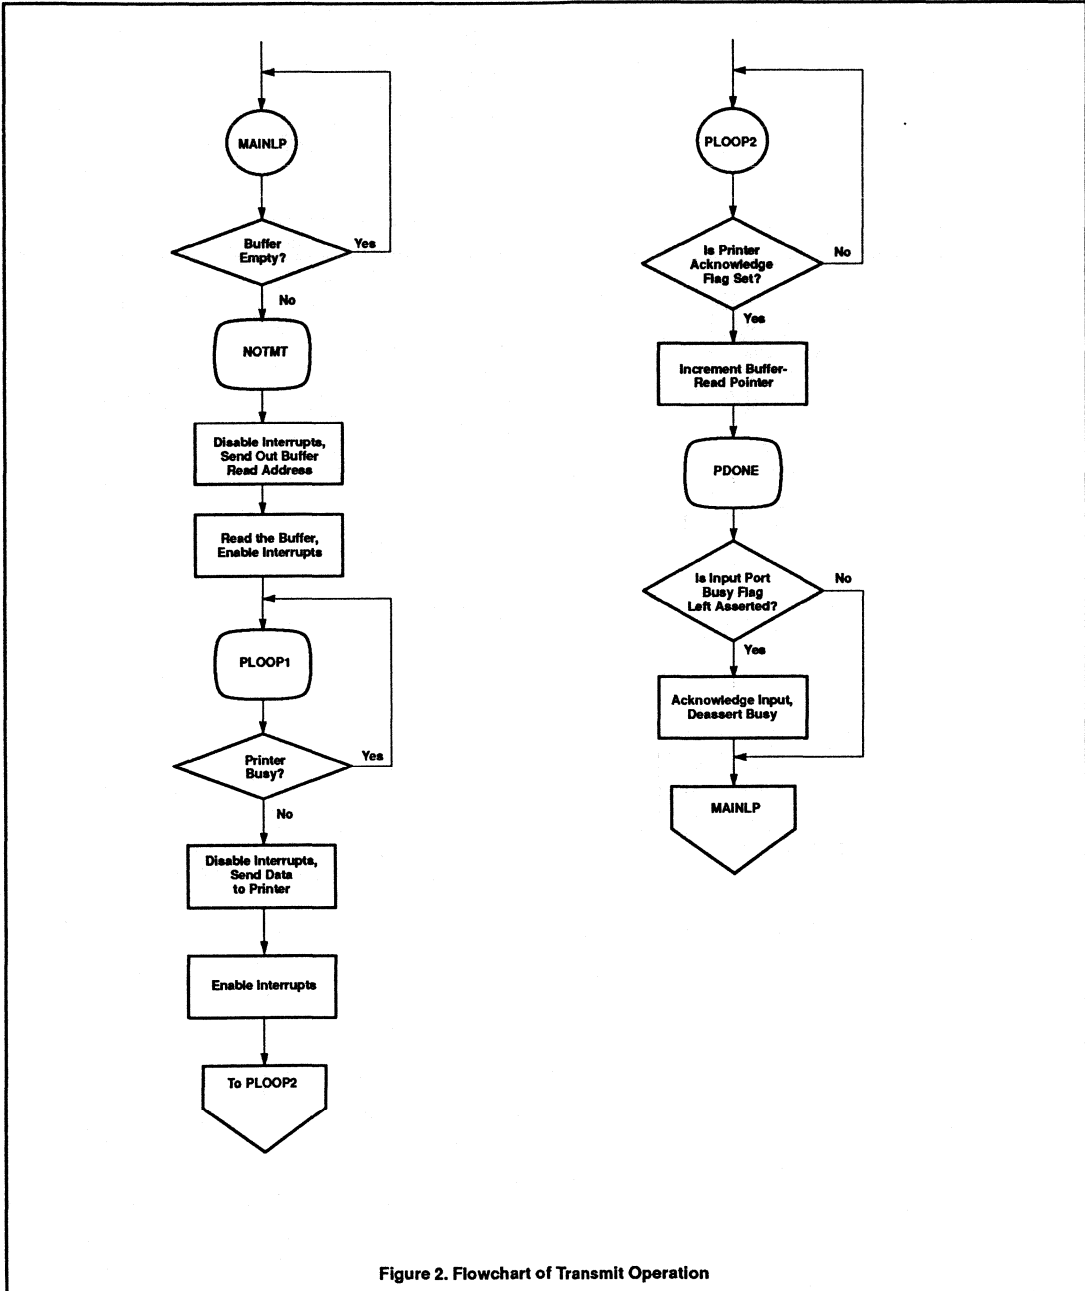 MAINLP
Buffer
Empty?
Yes
No
NOTMT
Disable Interrupts,
Send Out Buffer
Read Address
Read the Buffer,
Enable Interrupts
PLOOP1
Printer
Busy?
Yes
No
Disable Interrupts,
Send Data
to Printer
Enable Interrupts
To PLOOP2
PLOOP2
Is Printer
Acknowledge
Flag Set?
No
Yes
Increment Buffer-
Read Pointer
PDONE
Is Input Port
Busy Flag
Left Asserted?
No
Yes
Acknowledge Input,
Deassert Busy
MAINLP
Figure 2. Flowchart of Transmit Operation